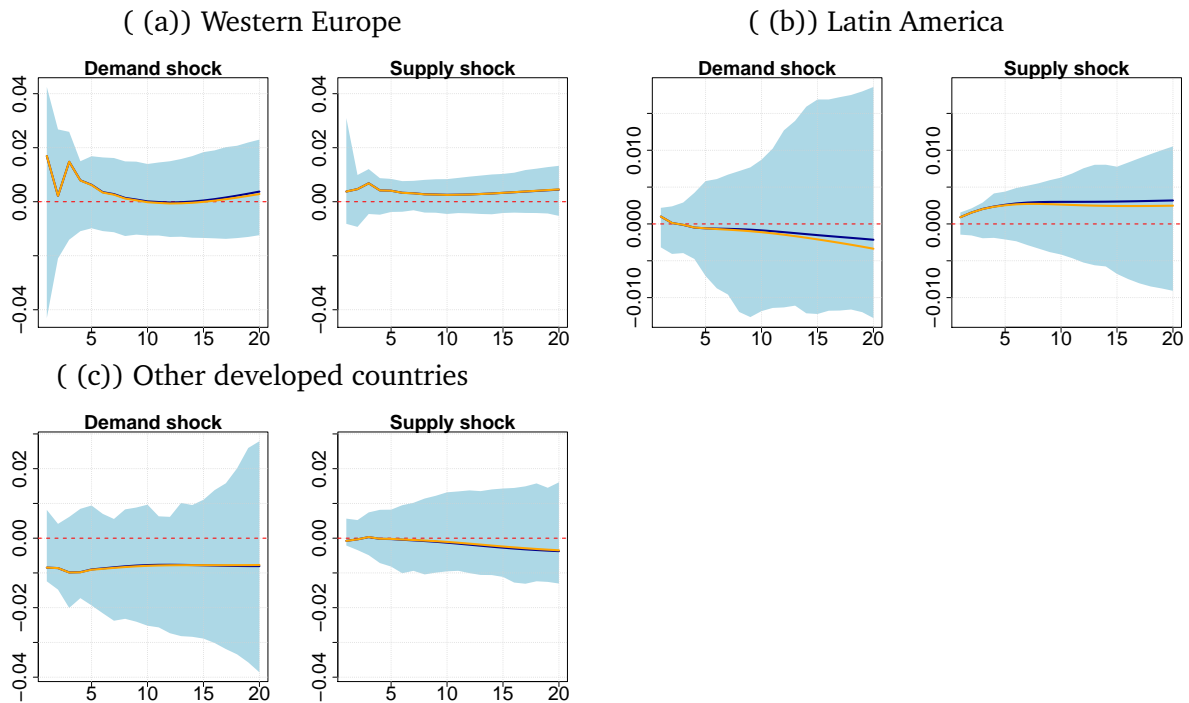 ( (a)) Western Europe
Demand shock
0.04
0.02
0.00
−0.04
5 10 15 20
Supply shock
0.04
0.02
0.00
−0.04
5 10 15 20
( (b)) Latin America
Demand shock
0.010
0.000
−0.010
5 10 15 20
Supply shock
0.010
0.000
−0.010
5 10 15 20
( (c)) Other developed countries
Demand shock
0.02
0.00
−0.02
−0.04
5 10 15 20
Supply shock
0.02
0.00
−0.02
−0.04
5 10 15 20